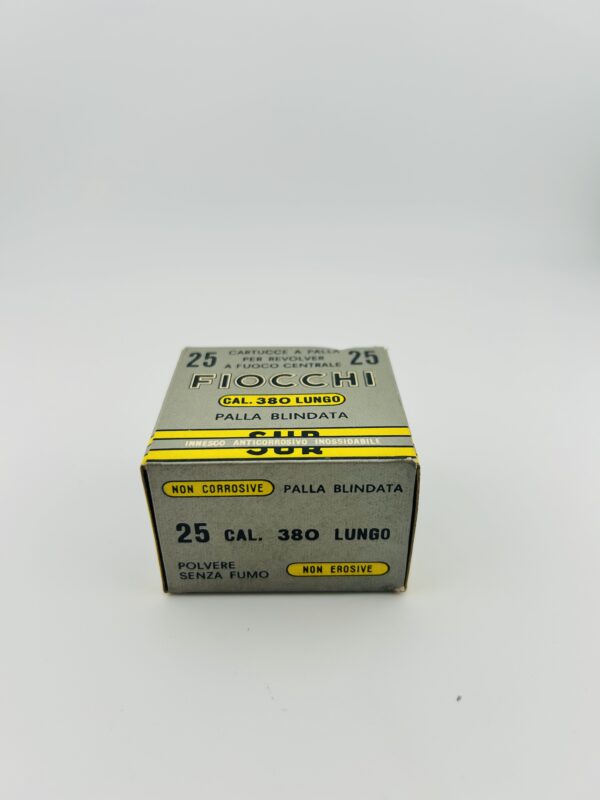 25 CARTUCCE A PALLA 25
PER REVOLVER
A FUOCO CENTRALE
FIOCCHI
CAL. 380 LUNGO
PALLA BLINDATA
SUR
INNESCO ANTICORROSIVO INOSSIDABILE
NON CORROSIVE PALLA BLINDATA
25 CAL. 380 LUNGO
POLVERE
SENZA FUMO
NON EROSIVE